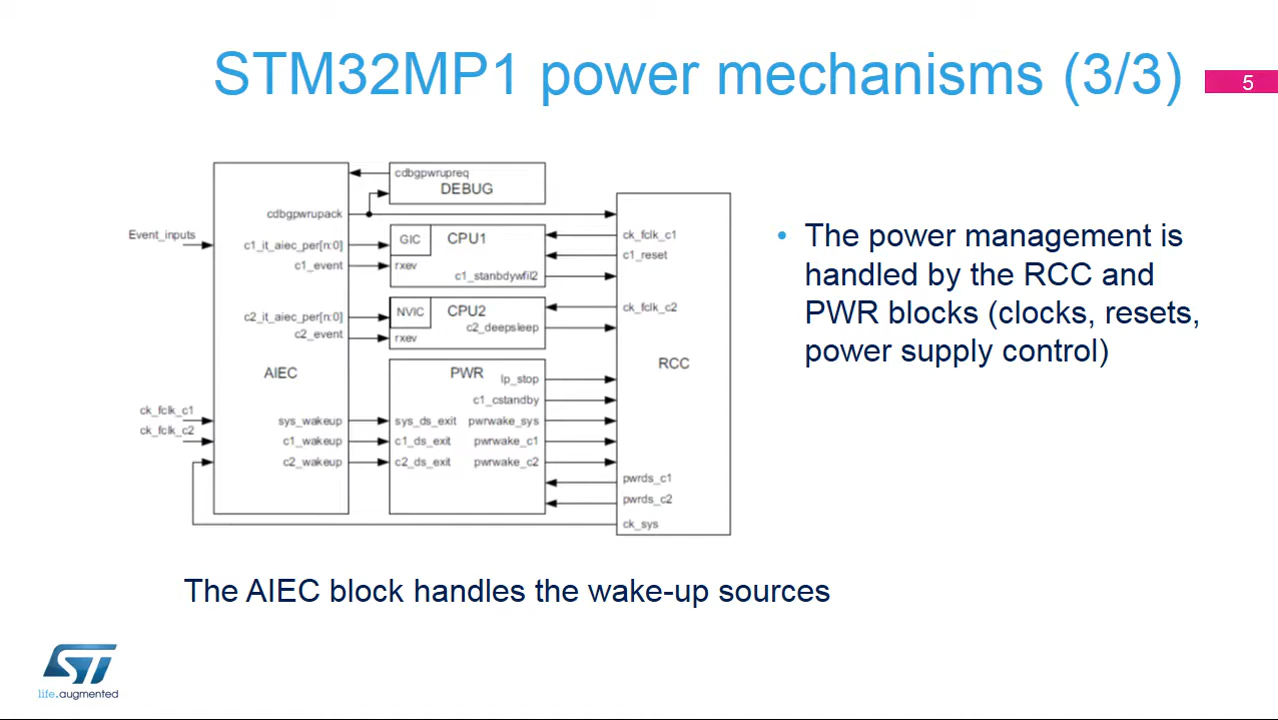 STM32MP1 power mechanisms (3/3)
5
cdbgpwrupreq
DEBUG
cdbgpwrupack
Event_inputs
c1_it_aiec_per[n:0]
c1_event
GIC
CPU1
rxev
c1_stanbdywfil2
ck_fclk_c1
c1_reset
c2_it_aiec_per[n:0]
c2_event
NVIC
CPU2
c2_deepsleep
rxev
ck_fclk_c2
AIEC
PWR
RCC
lp_stop
c1_cstandby
ck_fclk_c1
ck_fclk_c2
sys_wakeup
c1_wakeup
c2_wakeup
sys_ds_exit
c1_ds_exit
c2_ds_exit
pwrwake_sys
pwrwake_c1
pwrwake_c2
pwrds_c1
pwrds_c2
ck_sys
• The power management is
handled by the RCC and
PWR blocks (clocks, resets,
power supply control)
The AIEC block handles the wake-up sources
ST
life.augmented